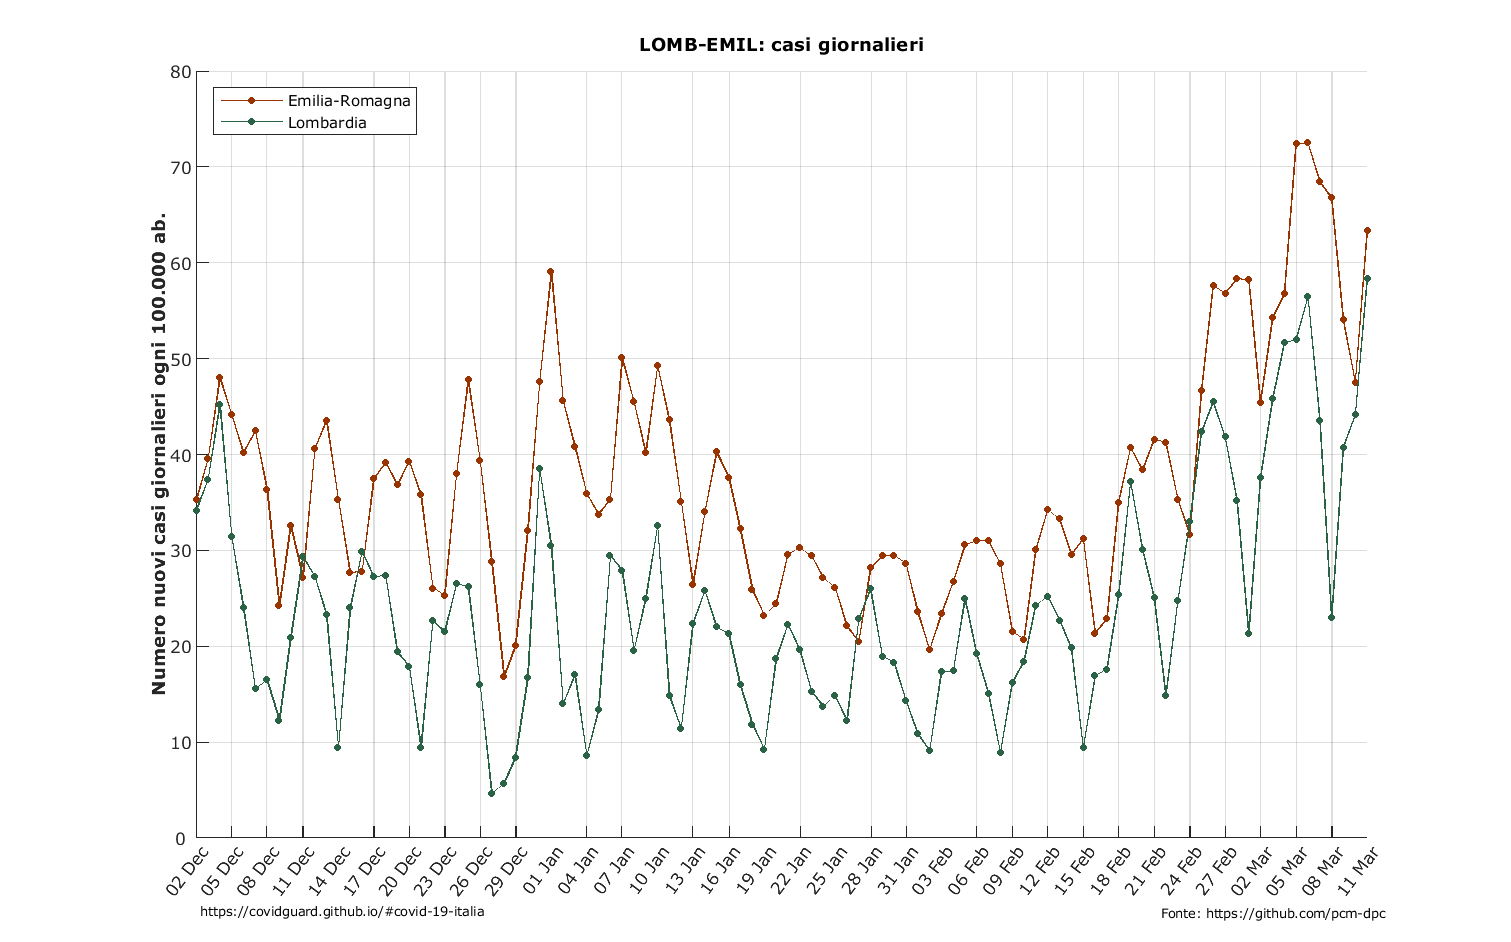 LOMB-EMIL: casi giornalieri
Emilia-Romagna
Lombardia
Numero nuovi casi giornalieri ogni 100.000 ab.
80
70
60
50
40
30
20
10
0
02 Dec
05 Dec
08 Dec
11 Dec
14 Dec
17 Dec
20 Dec
23 Dec
26 Dec
29 Dec
01 Jan
04 Jan
07 Jan
10 Jan
13 Jan
16 Jan
19 Jan
22 Jan
25 Jan
28 Jan
31 Jan
03 Feb
06 Feb
09 Feb
12 Feb
15 Feb
18 Feb
21 Feb
24 Feb
27 Feb
02 Mar
05 Mar
08 Mar
11 Mar
https://covidguard.github.io/#covid-19-italia
Fonte: https://github.com/pcm-dpc